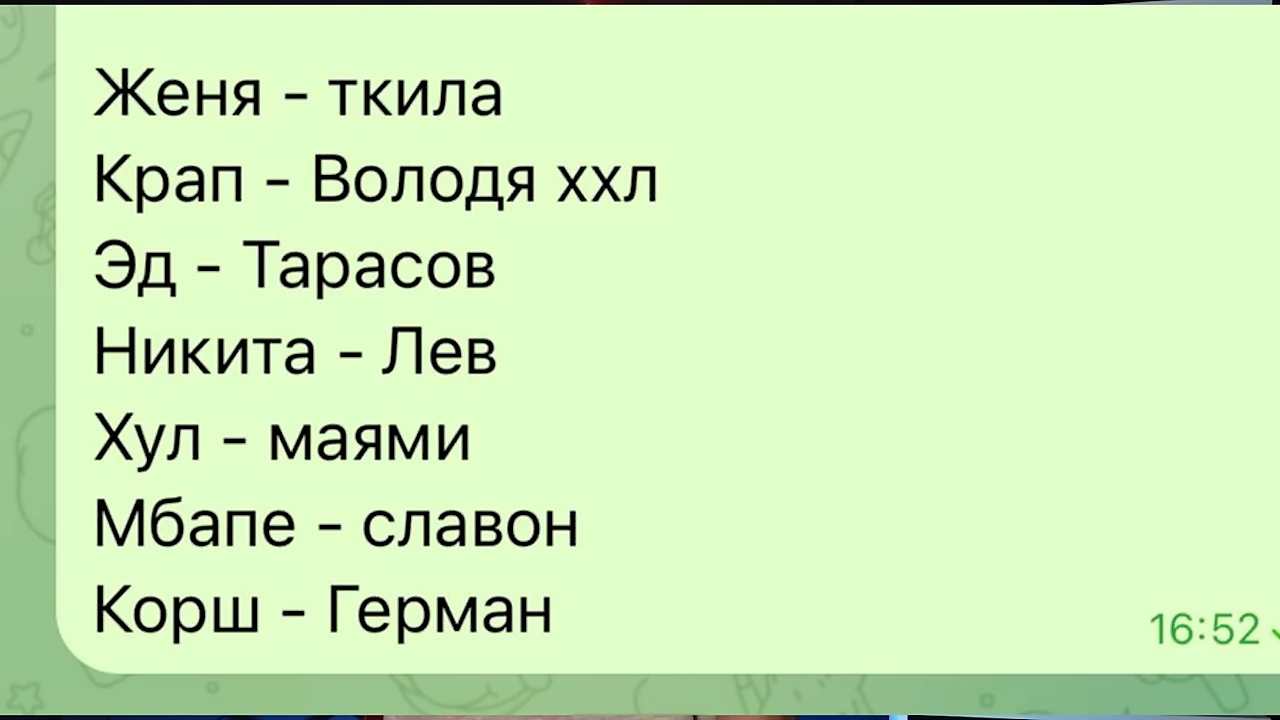 Женя - ткила
Крап - Володя ххл
Эд - Тарасов
Никита - Лев
Хул - маями
Мбапе - славон
Корш - Герман
16:52